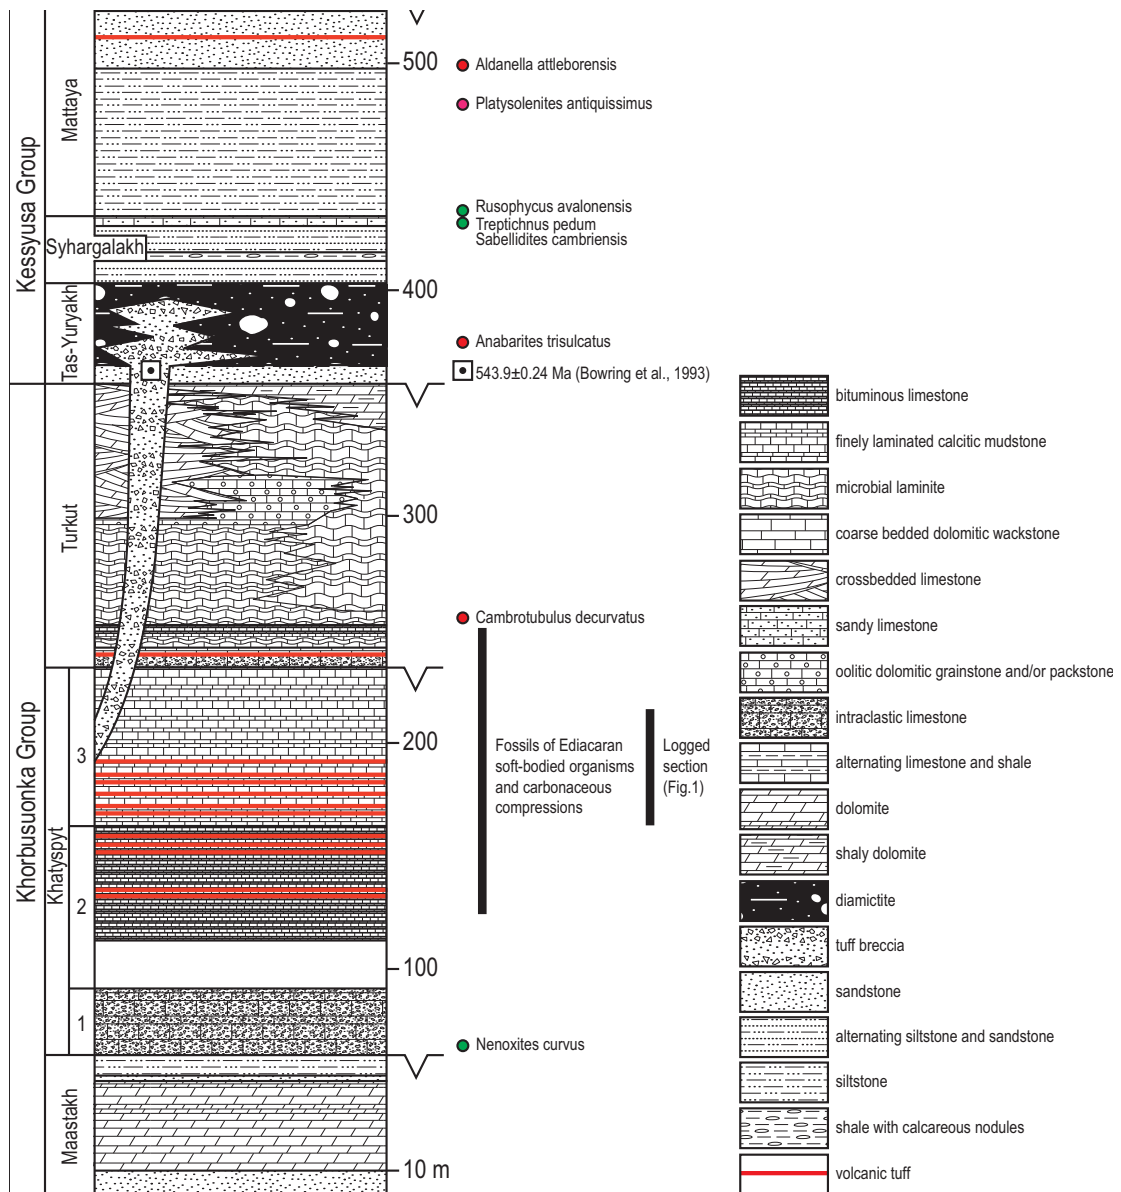 Kessyusa Group
Khorbusuonka Group
Mattaya
Syhargalakh
Tas-Yuryakh
Turkut
Khatyspyt
3
2
1
Maastakh
500
400
300
200
100
10 m
Aldanella attleborensis
Platysolenites antiquissimus
Rusophycus avalonensis
Treptichnus pedum
Sabellidites cambriensis
Anabarites trisulcatus
543.9±0.24 Ma (Bowring et al., 1993)
Cambrotubulus decurvatus
Fossils of Ediacaran
soft-bodied organisms
and carbonaceous
compressions
Logged
section
(Fig.1)
Nenoxites curvus
bituminous limestone
finely laminated calcitic mudstone
microbial laminite
coarse bedded dolomitic wackstone
crossbedded limestone
sandy limestone
oolitic dolomitic grainstone and/or packstone
intraclastic limestone
alternating limestone and shale
dolomite
shaly dolomite
diamictite
tuff breccia
sandstone
alternating siltstone and sandstone
siltstone
shale with calcareous nodules
volcanic tuff